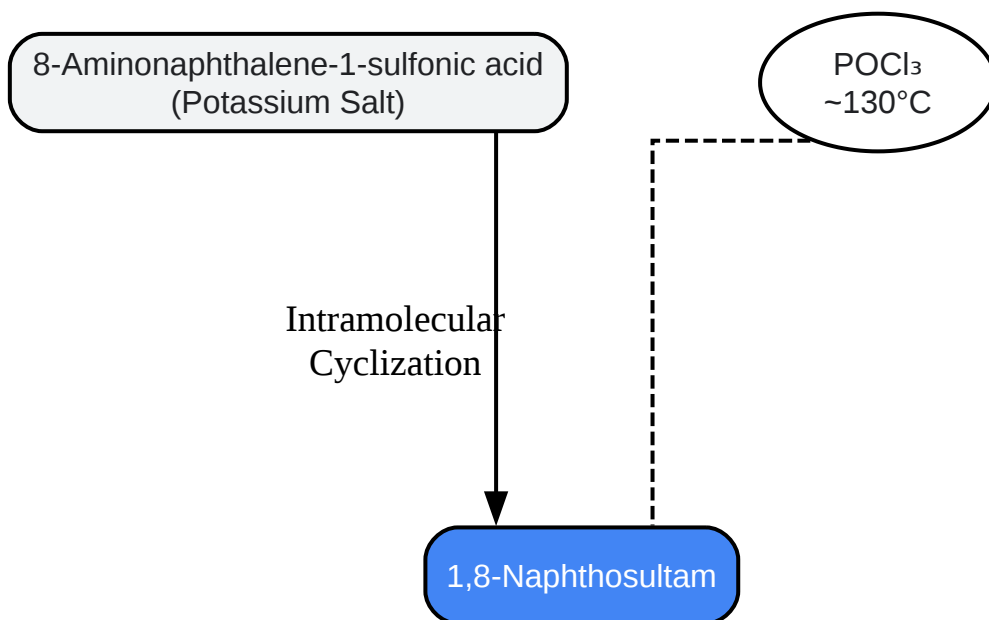 8-Aminonaphthalene-1-sulfonic acid
(Potassium Salt)
POCl₃
~130°C
Intramolecular
Cyclization
1,8-Naphthosultam